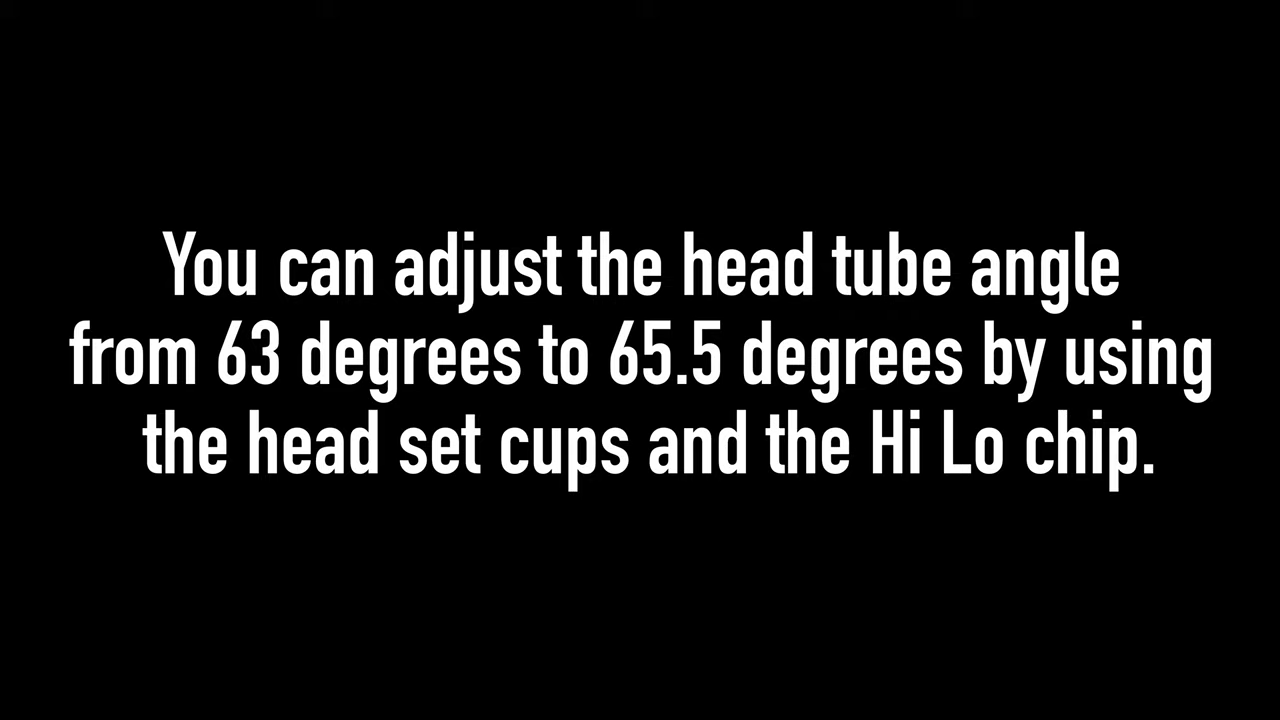 You can adjust the head tube angle
from 63 degrees to 65.5 degrees by using
the head set cups and the Hi Lo chip.